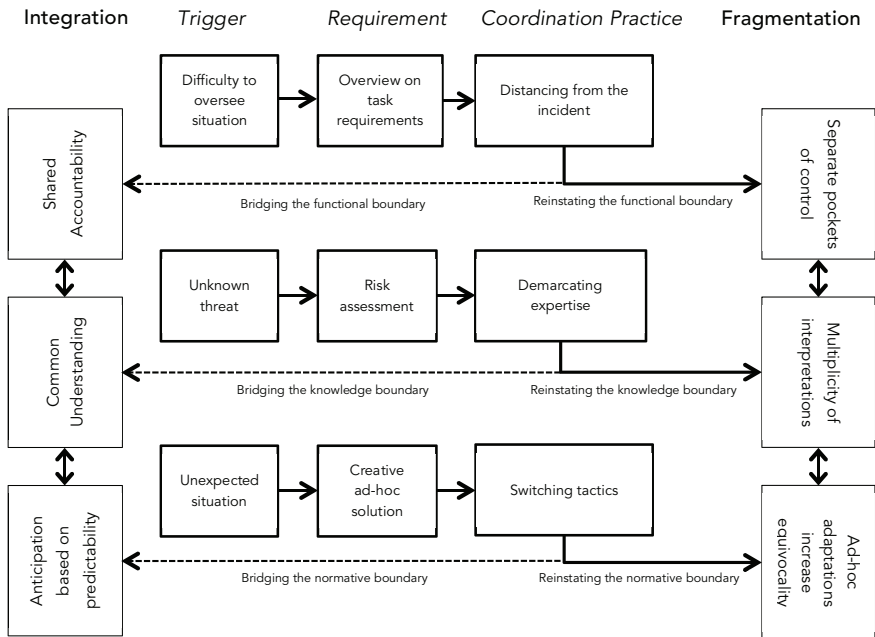 Integration
Trigger
Requirement
Coordination Practice
Fragmentation
Difficulty to
oversee
situation
Overview on
task
requirements
Distancing from the
incident
Shared
Accountability
Separate pockets
of control
Bridging the functional boundary
Reinstating the functional boundary
Unknown
threat
Risk
assessment
Demarcating
expertise
Common
Understanding
Multiplicity of
interpretations
Bridging the knowledge boundary
Reinstating the knowledge boundary
Unexpected
situation
Creative
ad-hoc
solution
Switching tactics
Anticipation
based on
predictability
Ad-hoc
adaptations
increase
equivocality
Bridging the normative boundary
Reinstating the normative boundary